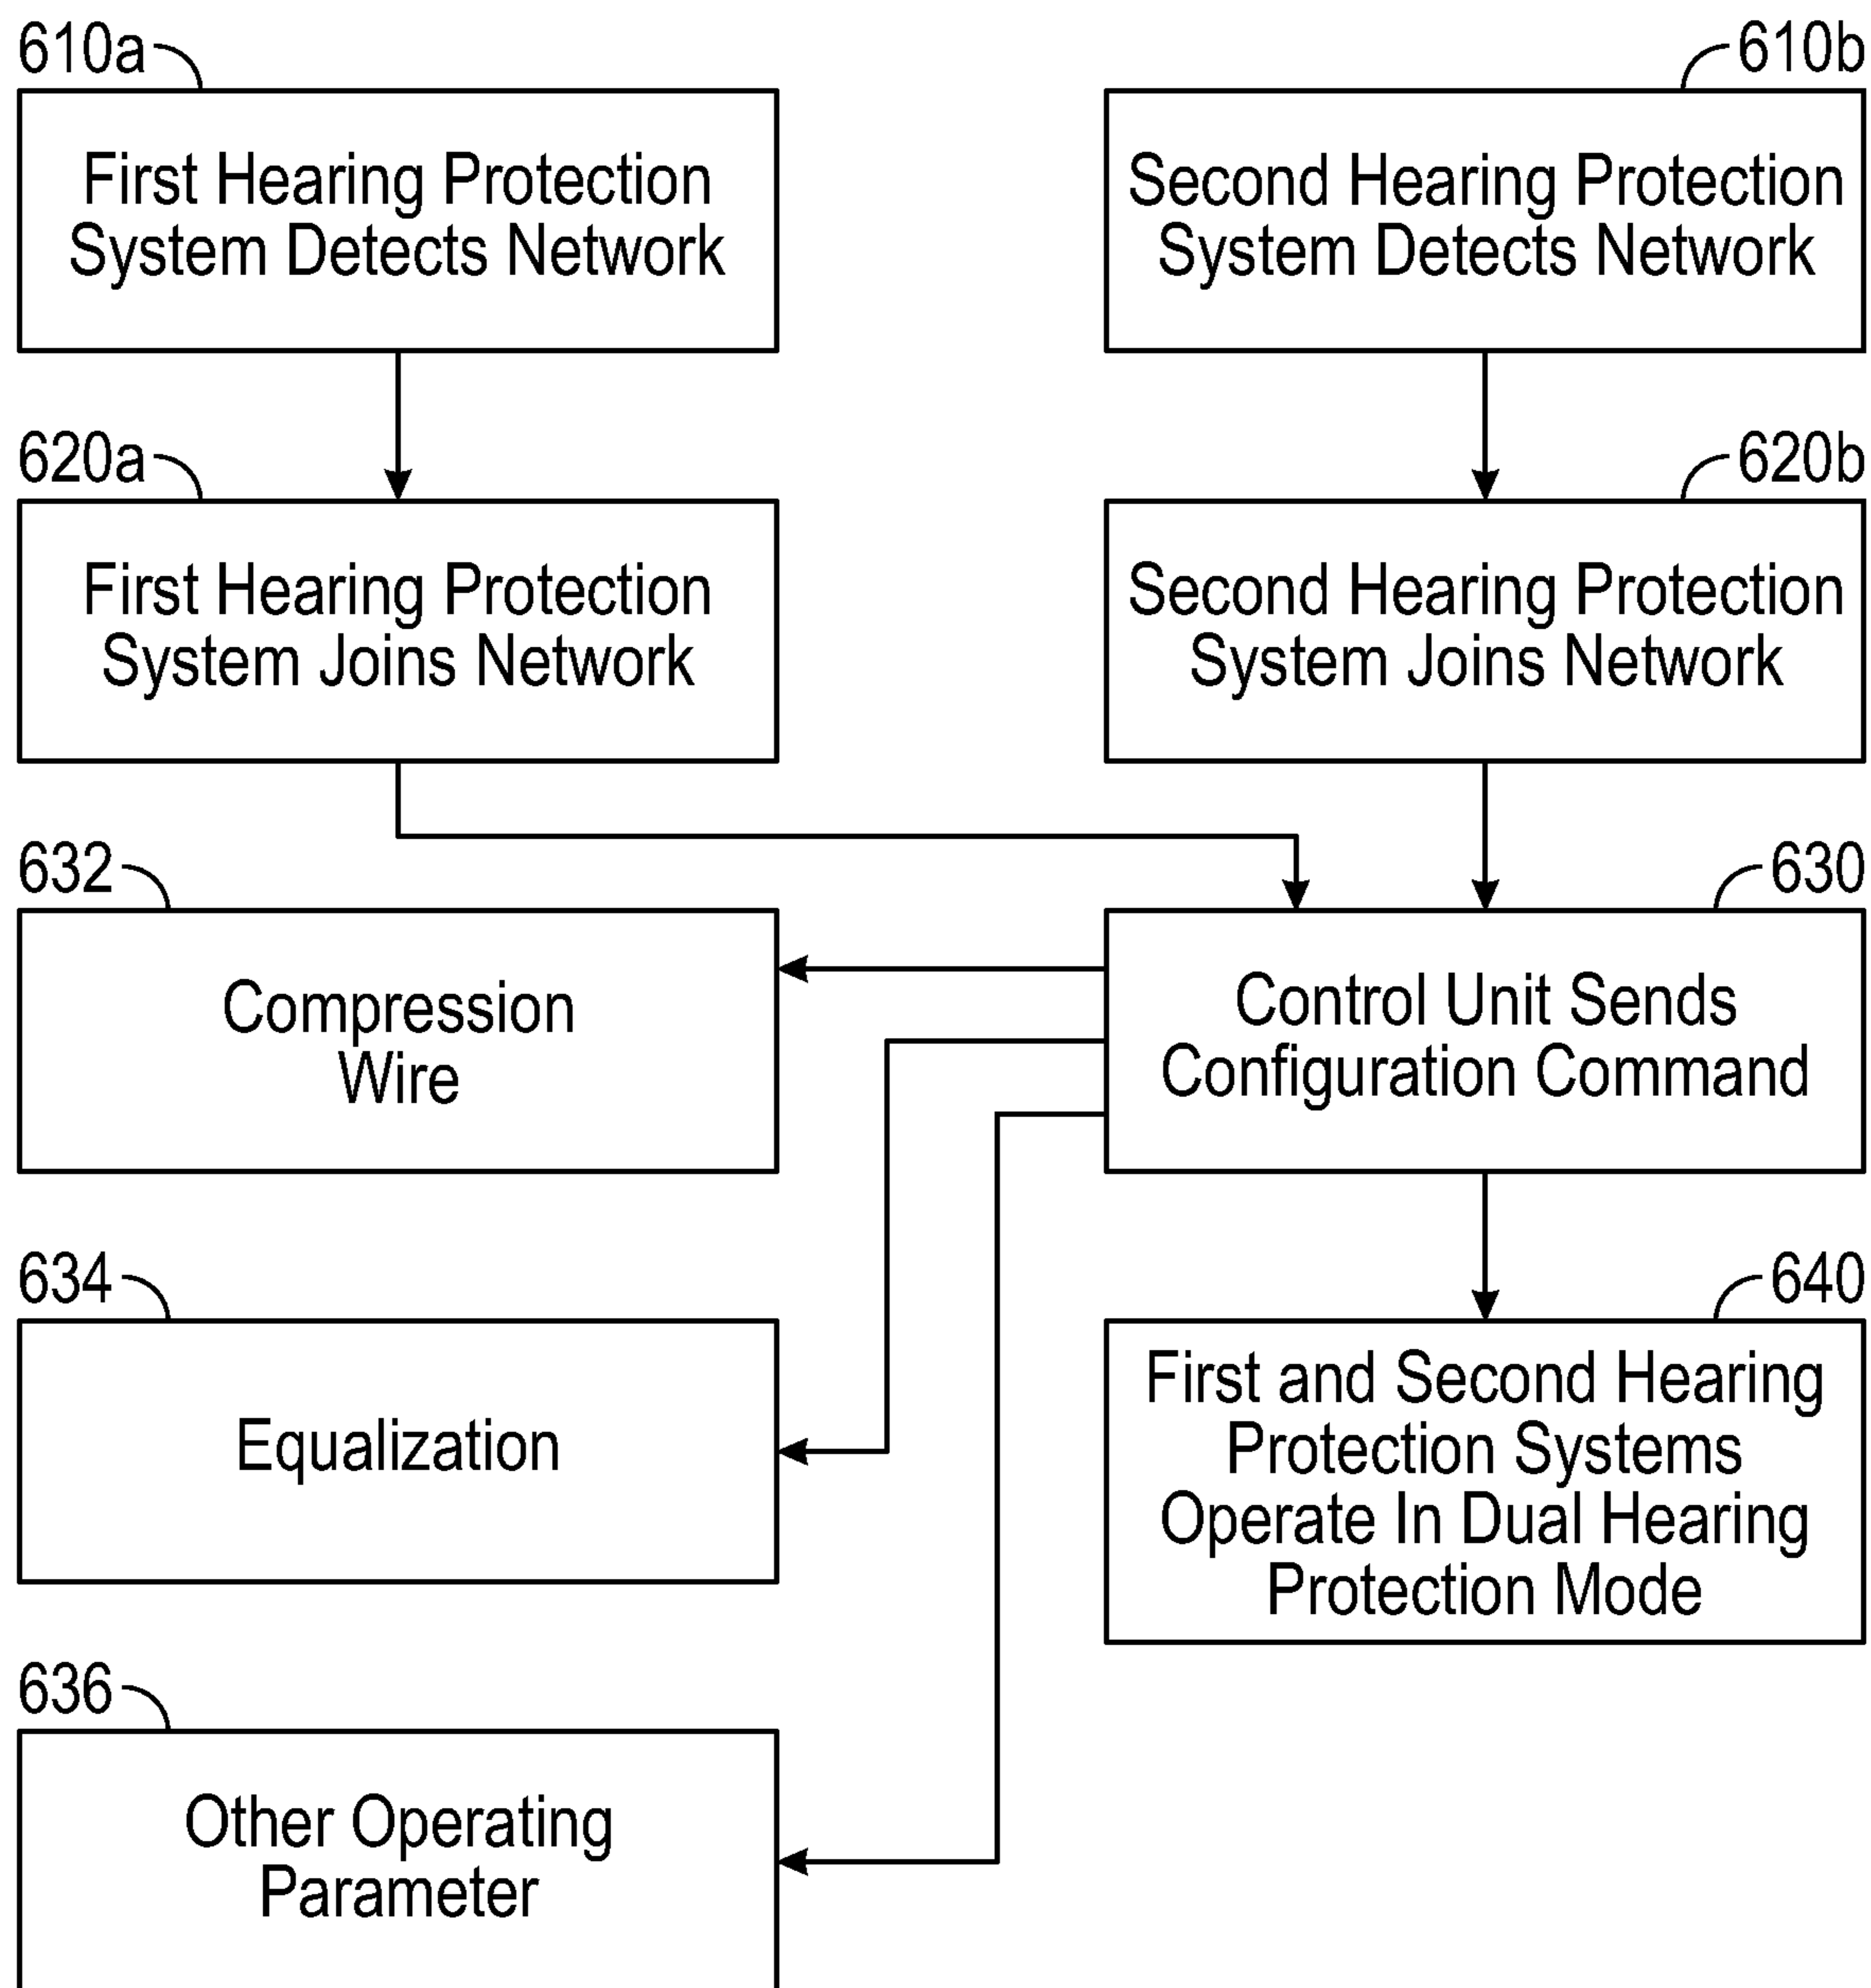 610a
610b
First Hearing Protection
System Detects Network
Second Hearing Protection
System Detects Network
620a
620b
First Hearing Protection
System Joins Network
Second Hearing Protection
System Joins Network
632
630
Compression
Wire
Control Unit Sends
Configuration Command
634
640
Equalization
First and Second Hearing
Protection Systems
Operate In Dual Hearing
Protection Mode
636
Other Operating
Parameter